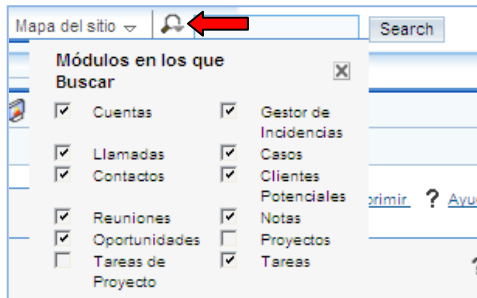 Mapa del sitio
Search
Módulos en los que
Buscar
Cuentas
Gestor de
Incidencias
Llamadas
Casos
Contactos
Clientes
Potenciales
Reuniones
Notas
Oportunidades
Proyectos
Tareas de
Proyecto
Tareas
primir ? Ayu
?